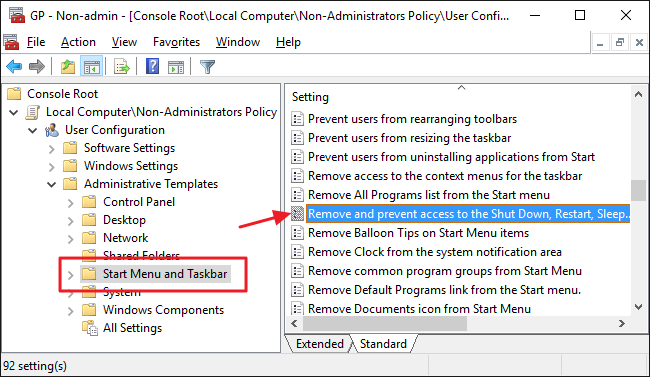 GP - Non-admin - [Console Root\Local Computer\Non-Administrators Policy\User Confi...
File Action View Favorites Window Help
Console Root
Local Computer\Non-Administrators Policy
User Configuration
Software Settings
Windows Settings
Administrative Templates
Control Panel
Desktop
Network
Shared Folders
Start Menu and Taskbar
System
Windows Components
All Settings
Setting
Prevent users from rearranging toolbars
Prevent users from resizing the taskbar
Prevent users from uninstalling applications from Start
Remove access to the context menus for the taskbar
Remove All Programs list from the Start menu
Remove and prevent access to the Shut Down, Restart, Sleep...
Remove Balloon Tips on Start Menu items
Remove Clock from the system notification area
Remove common program groups from Start Menu
Remove Default Programs link from the Start menu.
Remove Documents icon from Start Menu
Extended Standard
92 setting(s)